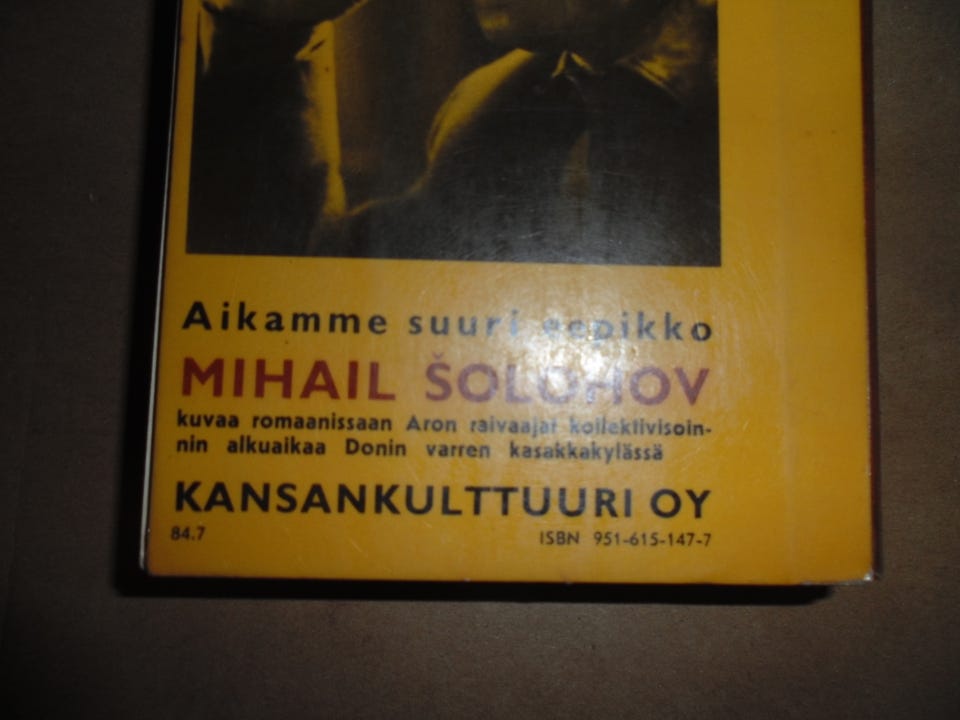 Aikamme suuri eepikko
MIHAIL ŠOLOHOV
kuvaa romaanissaan Aron raivaajat kollektivisoin-
nin alkuaikaa Donin varren kasakkakylässä
KANSANKULTTUURI OY
84.7 ISBN 951-615-147-7